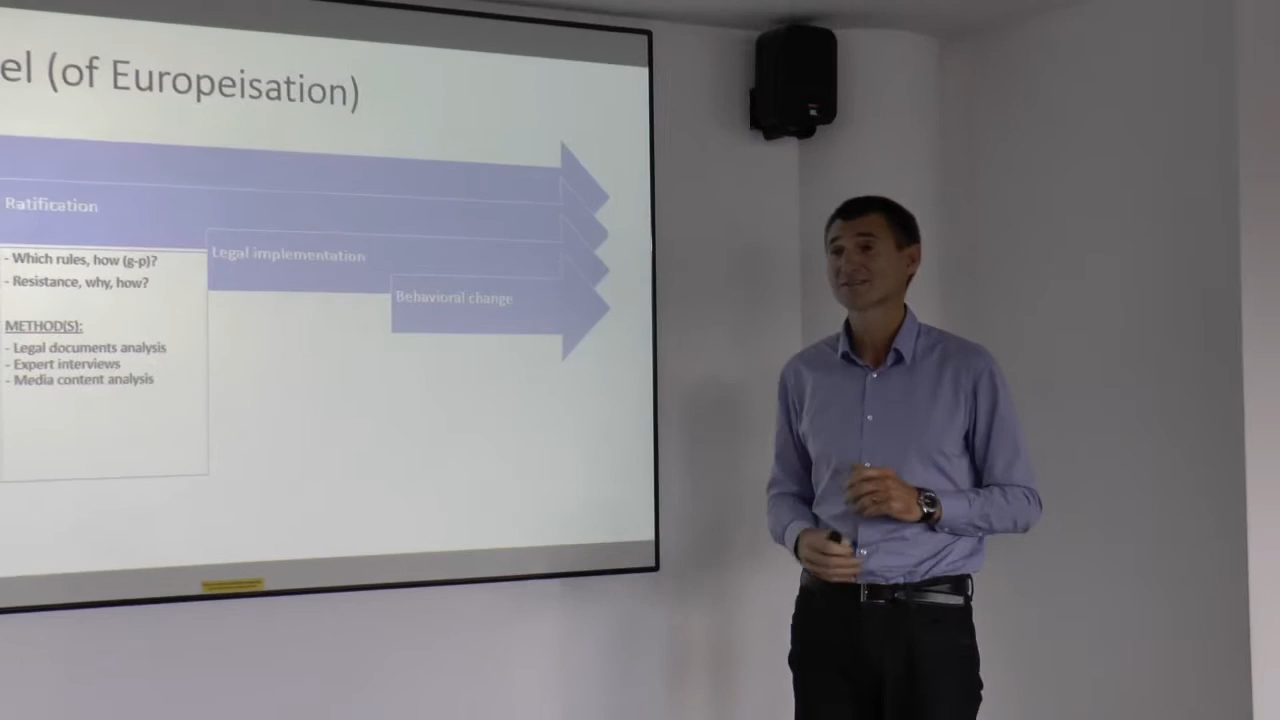 el (of Europeisation)
Ratification
- Which rules, how (g-p)?
- Resistance, why, how?
METHOD(S):
- Legal documents analysis
- Expert interviews
- Media content analysis
Legal implementation
Behavioral change